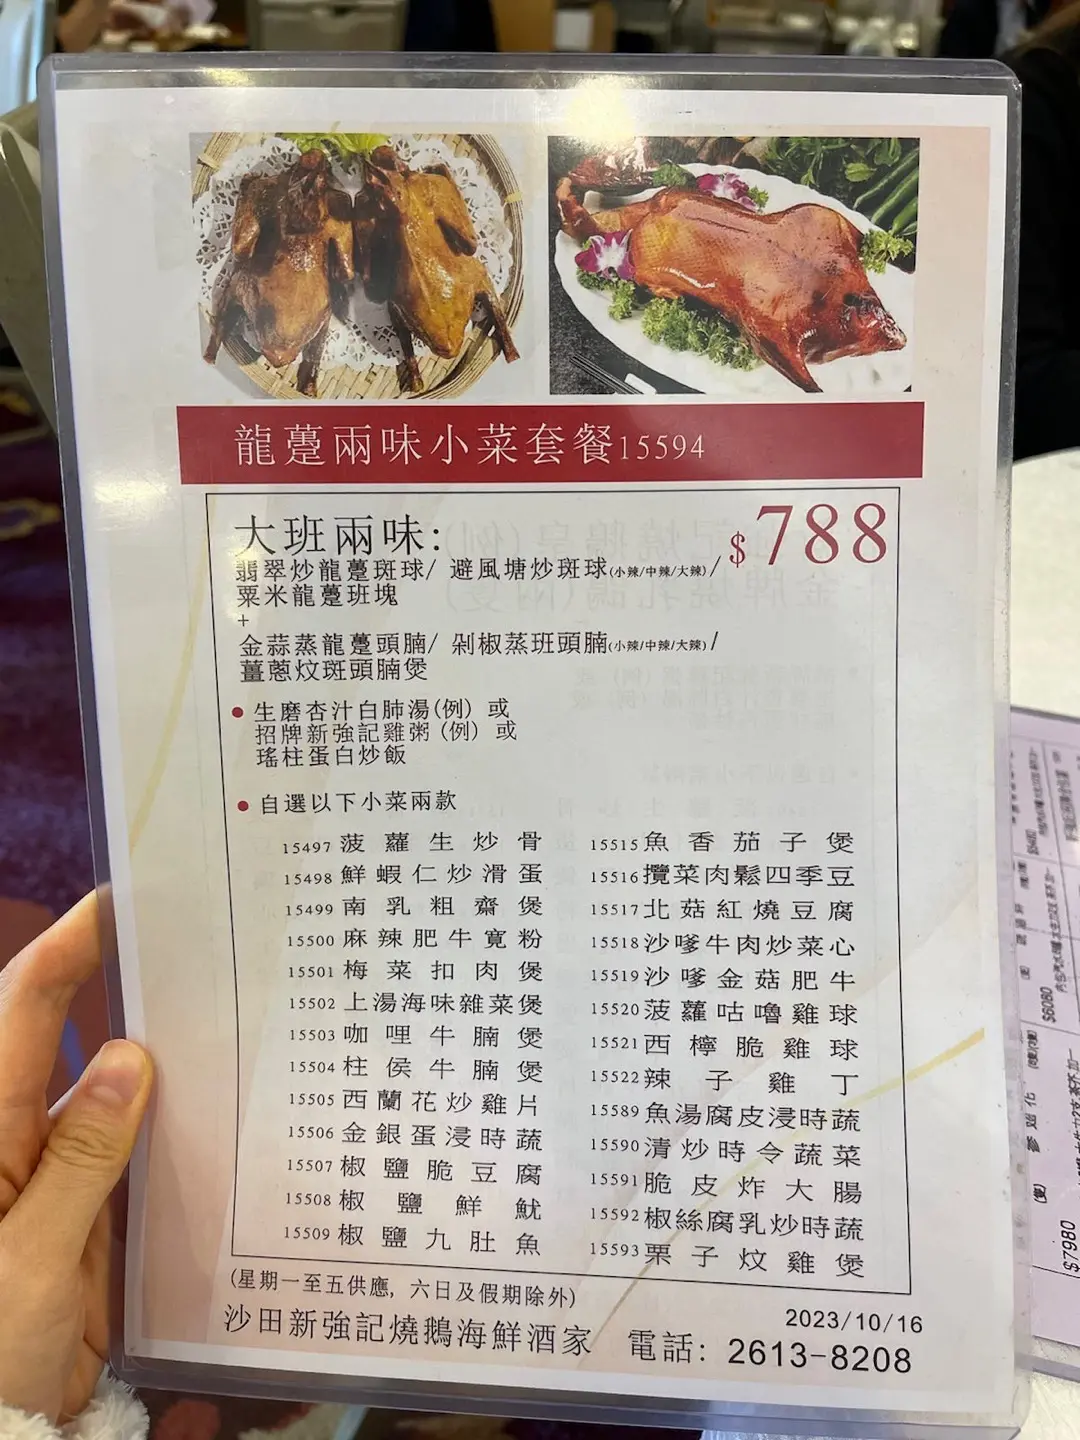 龍躉兩味小菜套餐15594
大班兩味:
$788
翡翠炒龍躉斑球/ 避風塘炒斑球(小辣/中辣/大辣)/
粟米龍躉班塊
+
金蒜蒸龍躉頭腩/ 剁椒蒸班頭腩(小辣/中辣/大辣)/
薑蔥炆斑頭腩煲
● 生磨杏汁白肺湯(例) 或
招牌新強記雞粥 (例) 或
瑤柱蛋白炒飯
● 自選以下小菜兩款
15497 菠蘿生炒骨
15498 鮮蝦仁炒滑蛋
15499 南乳粗齋煲
15500 麻辣肥牛寬粉
15501 梅菜扣肉煲
15502 上湯海味雜菜煲
15503 咖哩牛腩煲
15504 柱侯牛腩煲
15505 西蘭花炒雞片
15506 金銀蛋浸時蔬
15507 椒鹽脆豆腐
15508 椒鹽鮮魷
15509 椒鹽九肚魚
15515 魚香茄子煲
15516 攬菜肉鬆四季豆
15517 北菇紅燒豆腐
15518 沙嗲牛肉炒菜心
15519 沙嗲金菇肥牛
15520 菠蘿咕嚕雞球
15521 西檸脆雞球
15522 辣子雞丁
15589 魚湯腐皮浸時蔬
15590 清炒時令蔬菜
15591 脆皮炸大腸
15592 椒絲腐乳炒時蔬
15593 栗子炆雞煲
(星期一至五供應, 六日及假期除外)
2023/10/16
沙田新強記燒鵝海鮮酒家 電話: 2613-8208
$6080
$7980